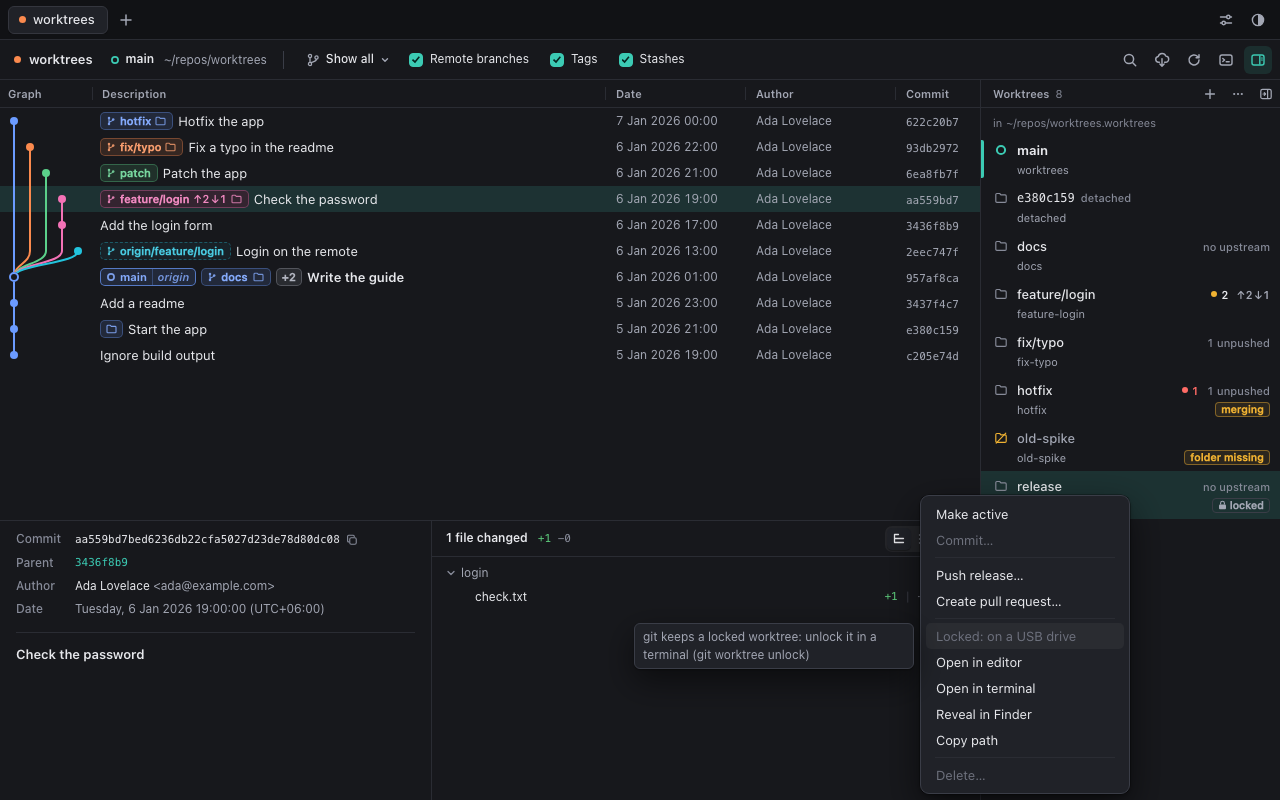 worktrees
worktrees main ~/repos/worktrees Show all Remote branches Tags Stashes
Graph Description Date Author Commit
hotfix Hotfix the app 7 Jan 2026 00:00 Ada Lovelace 622c20b7
fix/typo Fix a typo in the readme 6 Jan 2026 22:00 Ada Lovelace 93db2972
patch Patch the app 6 Jan 2026 21:00 Ada Lovelace 6ea8fb7f
feature/login ↑2↓1 Check the password 6 Jan 2026 19:00 Ada Lovelace aa559bd7
Add the login form 6 Jan 2026 17:00 Ada Lovelace 3436f8b9
origin/feature/login Login on the remote 6 Jan 2026 13:00 Ada Lovelace 2eec747f
main origin docs +2 Write the guide 6 Jan 2026 01:00 Ada Lovelace 957af8ca
Add a readme 5 Jan 2026 23:00 Ada Lovelace 3437f4c7
Start the app 5 Jan 2026 21:00 Ada Lovelace e380c159
Ignore build output 5 Jan 2026 19:00 Ada Lovelace c205e74d
Worktrees 8
in ~/repos/worktrees.worktrees
main
worktrees
e380c159 detached
detached
docs no upstream
docs
feature/login 2 ↑2↓1
feature-login
fix/typo 1 unpushed
fix-typo
hotfix 1 1 unpushed
hotfix merging
old-spike
old-spike folder missing
release no upstream
locked
Commit aa559bd7bed6236db22cfa5027d23de78d80dc08
Parent 3436f8b9
Author Ada Lovelace <ada@example.com>
Date Tuesday, 6 Jan 2026 19:00:00 (UTC+06:00)
Check the password
1 file changed +1 −0
login
check.txt +1
git keeps a locked worktree: unlock it in a
terminal (git worktree unlock)
Make active
Commit...
Push release...
Create pull request...
Locked: on a USB drive
Open in editor
Open in terminal
Reveal in Finder
Copy path
Delete...